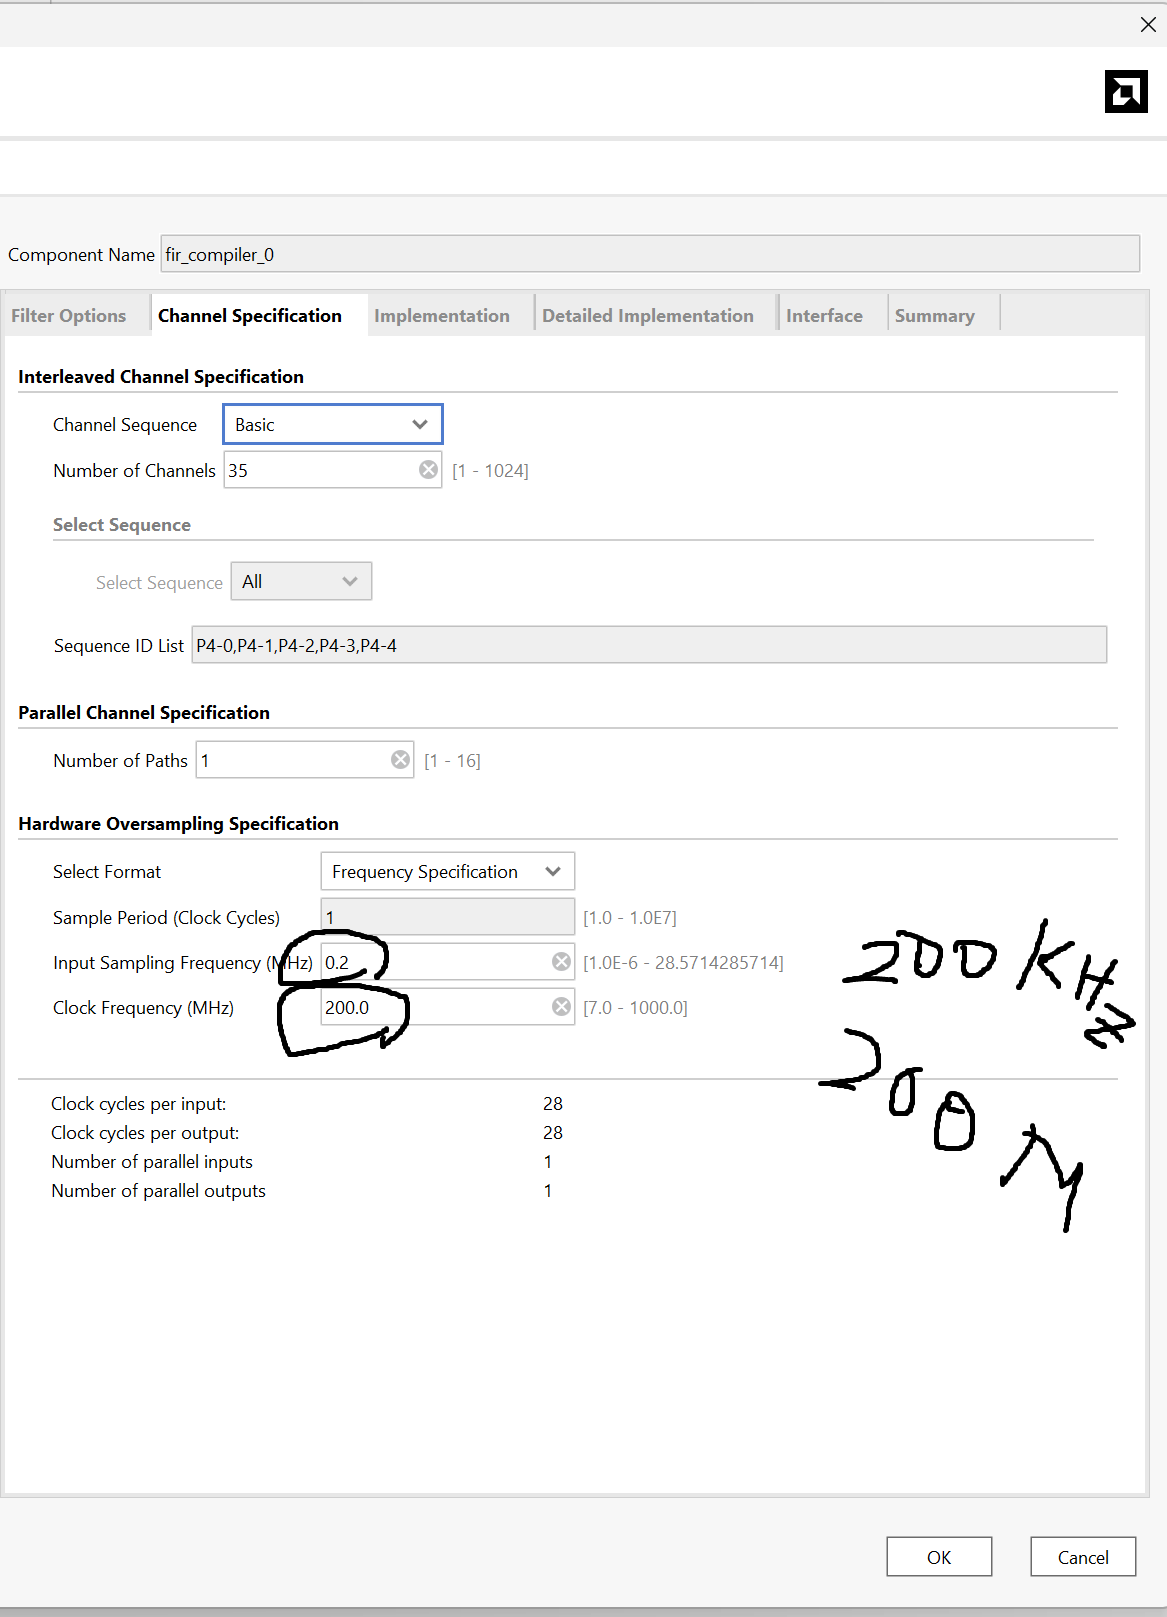 Component Name fir_compiler_0
Filter Options Channel Specification Implementation Detailed Implementation Interface Summary
Interleaved Channel Specification
Channel Sequence Basic
Number of Channels 35 [1 - 1024]
Select Sequence
Select Sequence All
Sequence ID List P4-0,P4-1,P4-2,P4-3,P4-4
Parallel Channel Specification
Number of Paths 1 [1 - 16]
Hardware Oversampling Specification
Select Format Frequency Specification
Sample Period (Clock Cycles) 1 [1.0 - 1.0E7]
Input Sampling Frequency (MHz) 0.2 [1.0E-6 - 28.5714285714]
200 KHz
Clock Frequency (MHz) 200.0 [7.0 - 1000.0]
200 M
Clock cycles per input: 28
Clock cycles per output: 28
Number of parallel inputs 1
Number of parallel outputs 1
OK Cancel